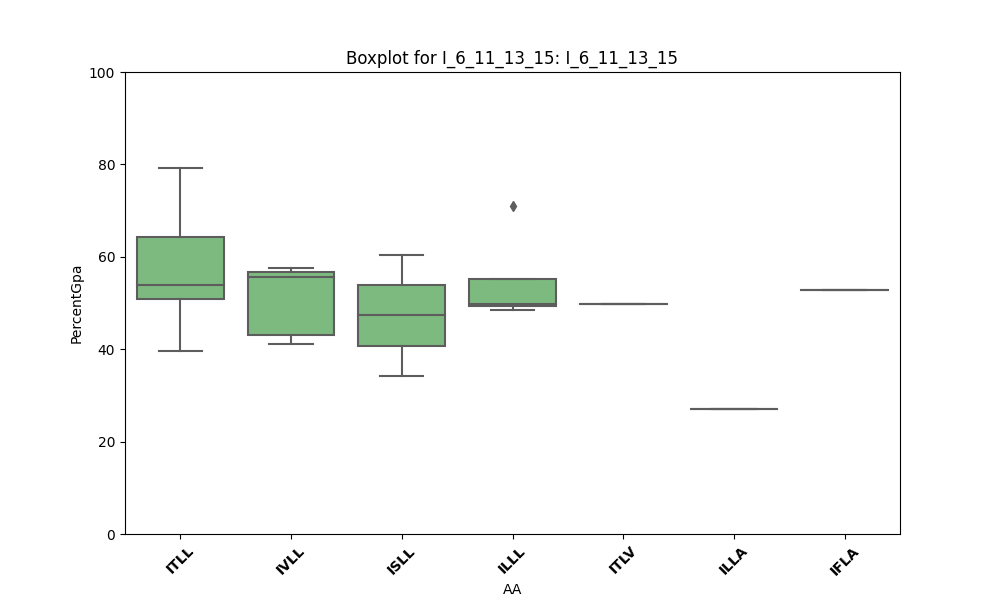 Boxplot for I_6_11_13_15: I_6_11_13_15
100
80
60
40
20
0
PercentGpa
ITLL
IVLL
ISLL
ILLL
ITLV
ILLA
IFLA
AA